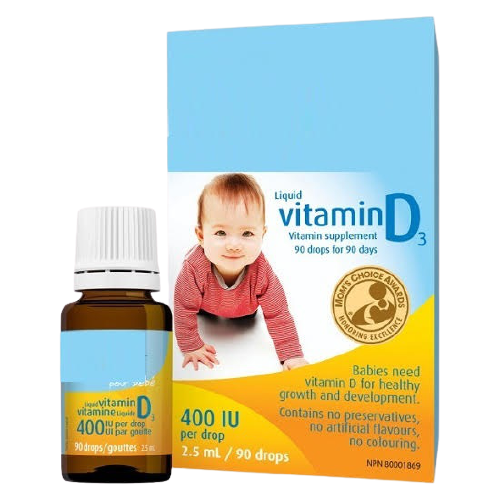 Liquid
vitamin D3
Vitamin supplement
90 drops for 90 days
MOM'S CHOICE AWARDS
HONORING EXCELLENCE
Babies need
vitamin D for healthy
growth and development.
Contains no preservatives,
no artificial flavours,
no colouring.
400 IU
per drop
2.5 mL / 90 drops
NPN 80001869
pour bébé
Liquid vitamin D3
vitamine Liquide
400 IU per drop
UI par goutte
90 drops/gouttes · 2.5 mL